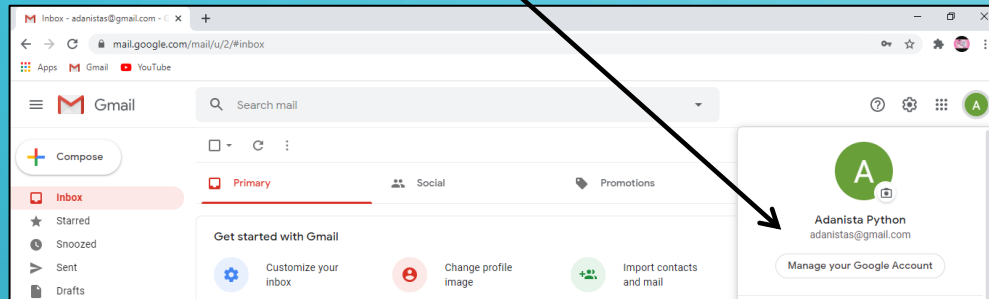 Inbox - adanistas@gmail.com - G
mail.google.com/mail/u/2/#inbox
Apps Gmail YouTube
Gmail
Search mail
A
Compose
Primary Social Promotions
Inbox
Starred
Snoozed
Sent
Drafts
Get started with Gmail
Customize your
inbox
Change profile
image
Import contacts
and mail
A
Adanista Python
adanistas@gmail.com
Manage your Google Account